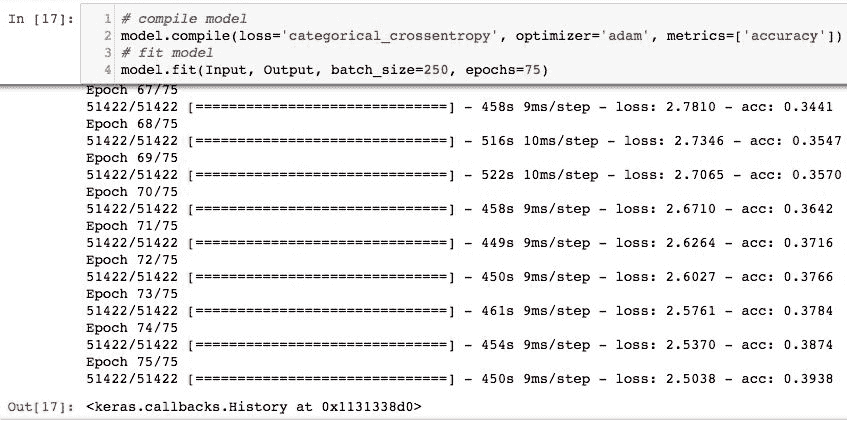 In [17]:
1 # compile model
2 model.compile(loss='categorical_crossentropy', optimizer='adam', metrics=['accuracy'])
3 # fit model
4 model.fit(Input, Output, batch_size=250, epochs=75)
Epoch 67/75
51422/51422 [==============================] - 458s 9ms/step - loss: 2.7810 - acc: 0.3441
Epoch 68/75
51422/51422 [==============================] - 516s 10ms/step - loss: 2.7346 - acc: 0.3547
Epoch 69/75
51422/51422 [==============================] - 522s 10ms/step - loss: 2.7065 - acc: 0.3570
Epoch 70/75
51422/51422 [==============================] - 458s 9ms/step - loss: 2.6710 - acc: 0.3642
Epoch 71/75
51422/51422 [==============================] - 449s 9ms/step - loss: 2.6264 - acc: 0.3716
Epoch 72/75
51422/51422 [==============================] - 450s 9ms/step - loss: 2.6027 - acc: 0.3766
Epoch 73/75
51422/51422 [==============================] - 461s 9ms/step - loss: 2.5761 - acc: 0.3784
Epoch 74/75
51422/51422 [==============================] - 454s 9ms/step - loss: 2.5370 - acc: 0.3874
Epoch 75/75
51422/51422 [==============================] - 450s 9ms/step - loss: 2.5038 - acc: 0.3938
Out[17]: <keras.callbacks.History at 0x1131338d0>